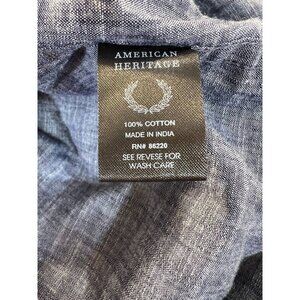 AMERICAN
HERITAGE
100% COTTON
MADE IN INDIA
RN# 86220
SEE REVESE FOR
WASH CARE